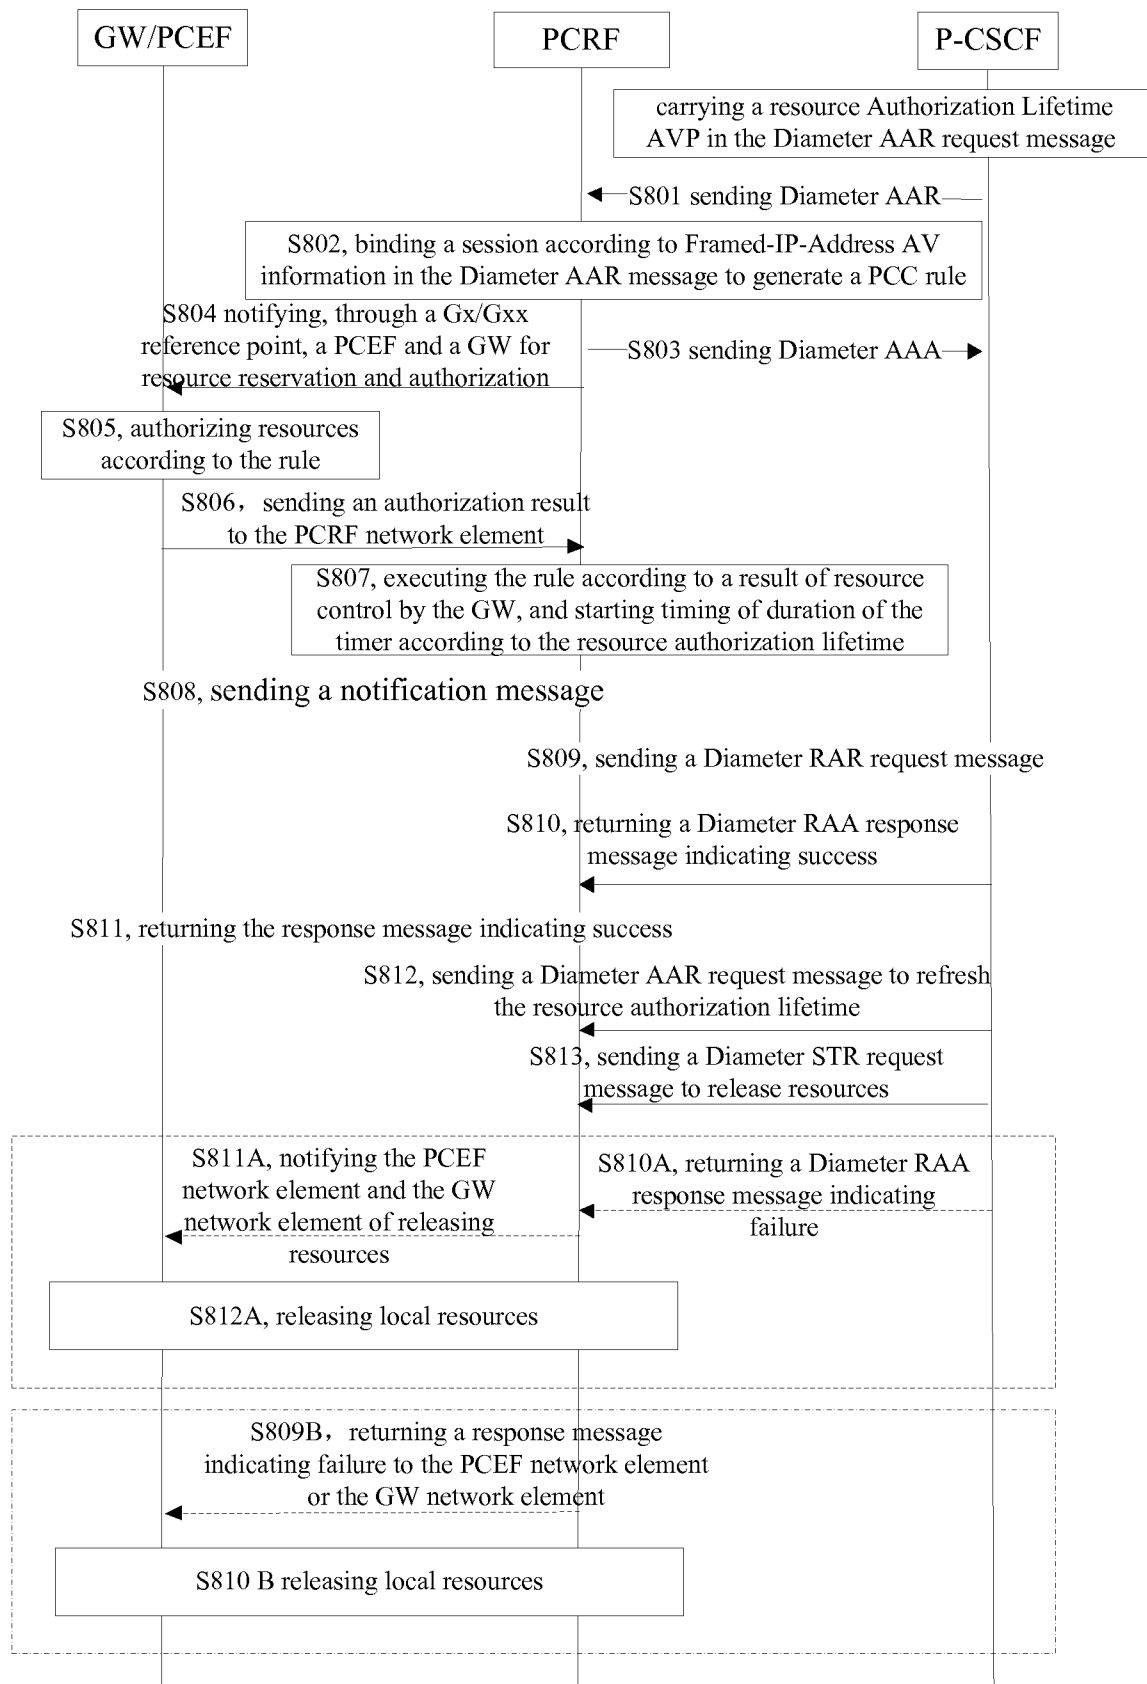 GW/PCEF
PCRF
P-CSCF
carrying a resource Authorization Lifetime
AVP in the Diameter AAR request message
S801 sending Diameter AAR
S802, binding a session according to Framed-IP-Address AV
information in the Diameter AAR message to generate a PCC rule
S804 notifying, through a Gx/Gxx
reference point, a PCEF and a GW for
resource reservation and authorization
S803 sending Diameter AAA
S805, authorizing resources
according to the rule
S806，sending an authorization result
to the PCRF network element
S807, executing the rule according to a result of resource
control by the GW, and starting timing of duration of the
timer according to the resource authorization lifetime
S808, sending a notification message
S809, sending a Diameter RAR request message
S810, returning a Diameter RAA response
message indicating success
S811, returning the response message indicating success
S812, sending a Diameter AAR request message to refresh
the resource authorization lifetime
S813, sending a Diameter STR request
message to release resources
S811A, notifying the PCEF
network element and the GW
network element of releasing
resources
S810A, returning a Diameter RAA
response message indicating
failure
S812A, releasing local resources
S809B，returning a response message
indicating failure to the PCEF network element
or the GW network element
S810 B releasing local resources